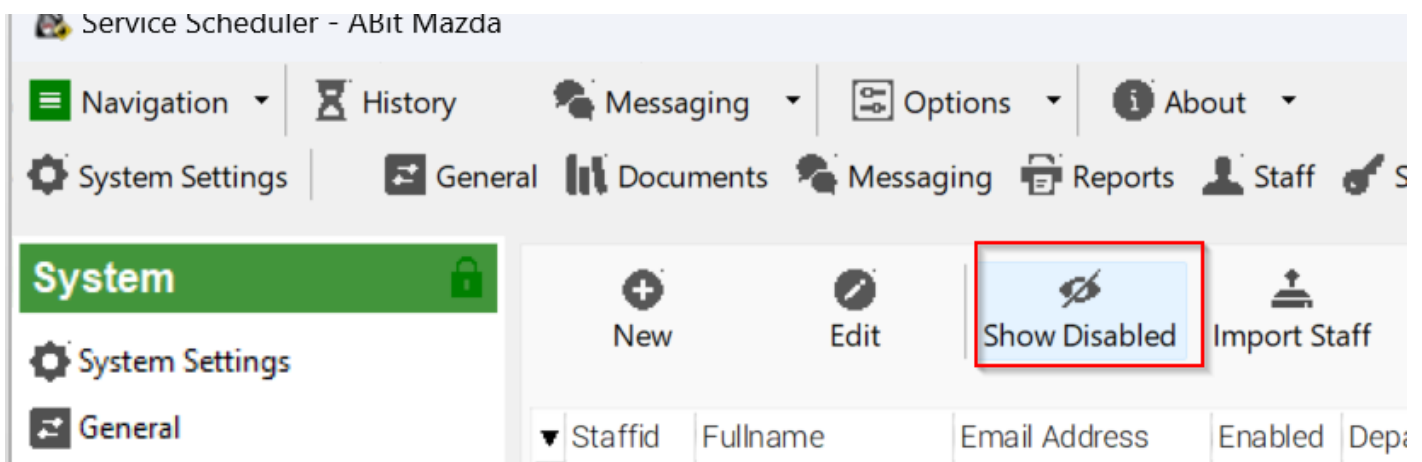 Service Scheduler - ABit Mazda
Navigation History Messaging Options About
System Settings General Documents Messaging Reports Staff
System
New Edit Show Disabled Import Staff
System Settings
General
Staffid Fullname Email Address Enabled